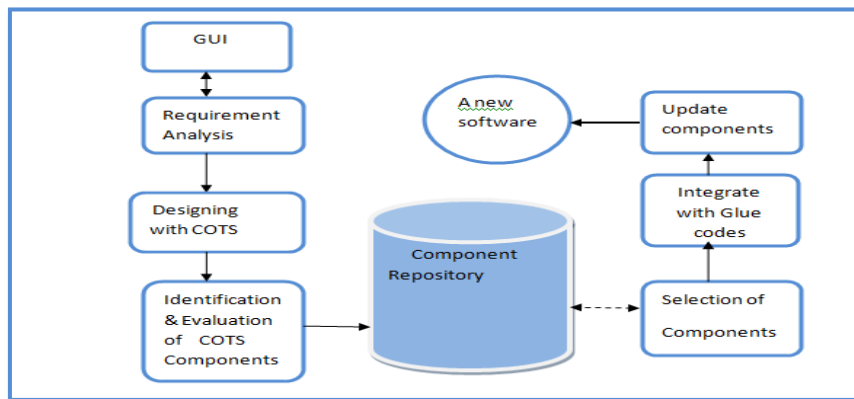 GUI
Requirement
Analysis
Designing
with COTS
Identification
& Evaluation
of COTS
Components
Component
Repository
Selection of
Components
Integrate
with Glue
codes
Update
components
A new
software